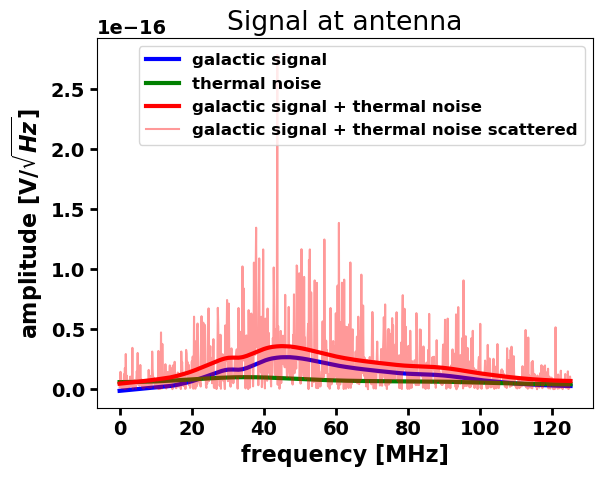 Signal at antenna
1e−16
galactic signal
thermal noise
galactic signal + thermal noise
galactic signal + thermal noise scattered
amplitude [V/√Hz]
2.5
2.0
1.5
1.0
0.5
0.0
0 20 40 60 80 100 120
frequency [MHz]